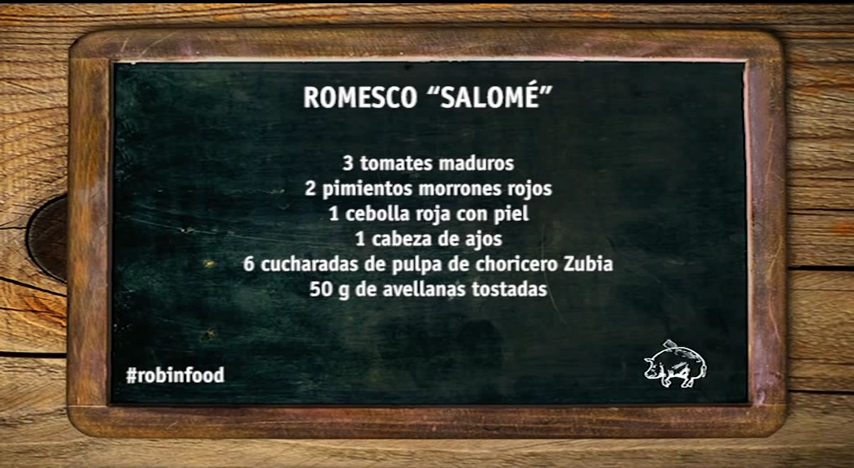 ROMESCO “SALOMÉ”
3 tomates maduros
2 pimientos morrones rojos
1 cebolla roja con piel
1 cabeza de ajos
6 cucharadas de pulpa de choricero Zubia
50 g de avellanas tostadas
#robinfood